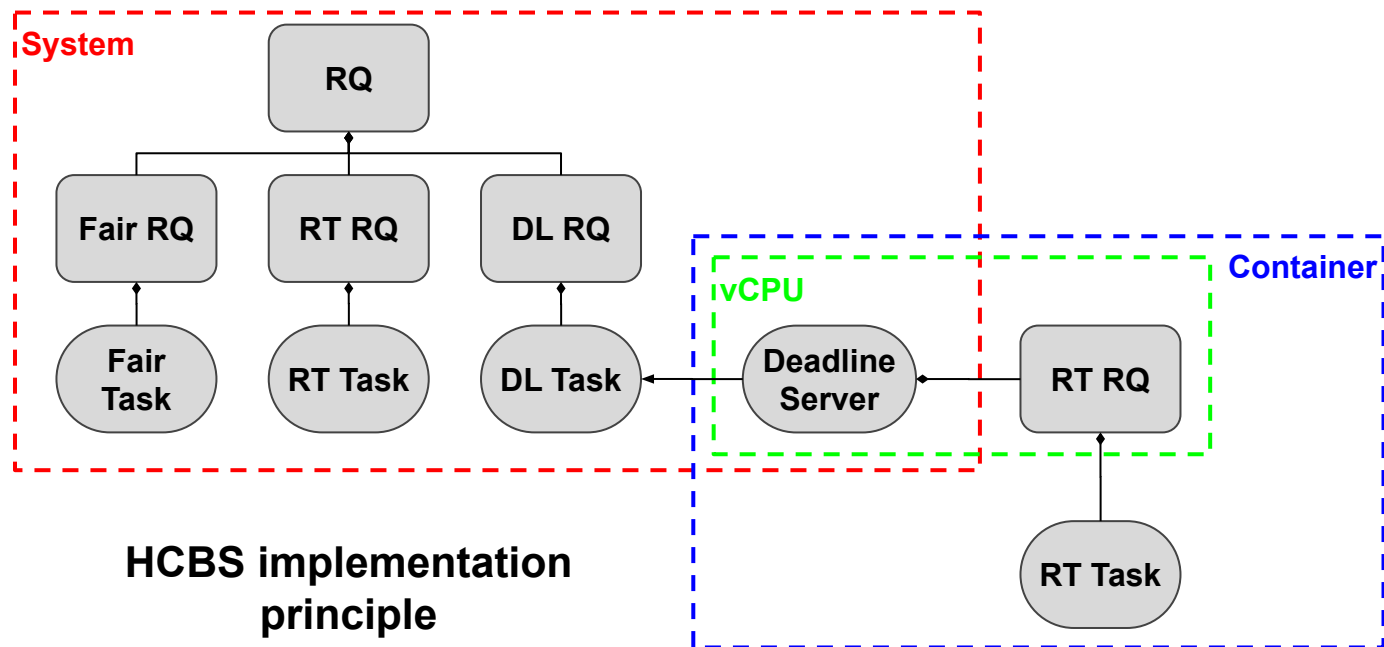 System
RQ
Fair RQ
RT RQ
DL RQ
Container
vCPU
Fair
Task
RT Task
DL Task
Deadline
Server
RT RQ
HCBS implementation
principle
RT Task